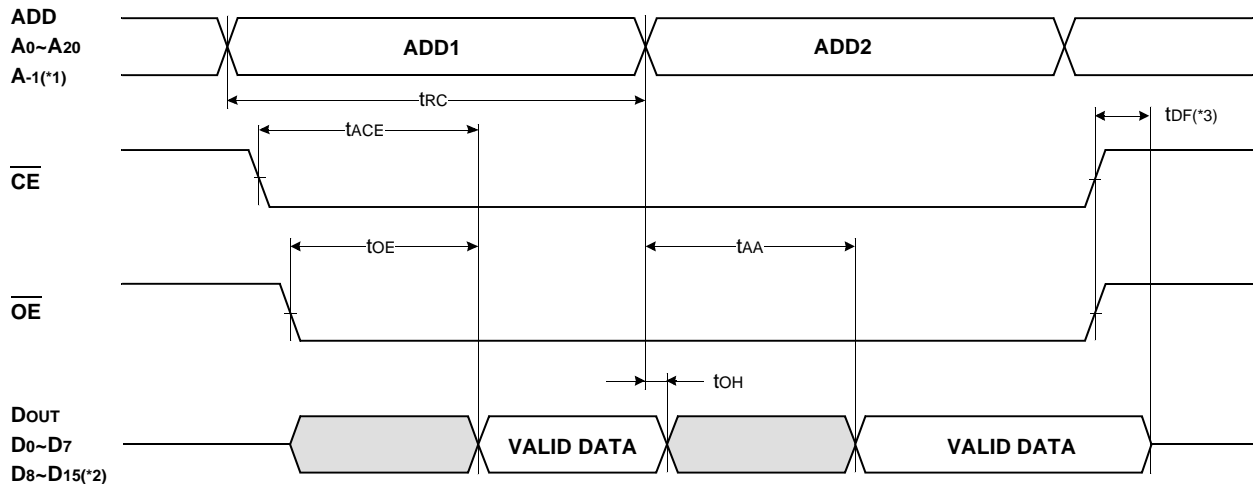 ADD
A0~A20
A-1(*1)
ADD1
ADD2
tRC
tACE
tDF(*3)
CE
tOE
tAA
OE
tOH
DOUT
D0~D7
D8~D15(*2)
VALID DATA
VALID DATA